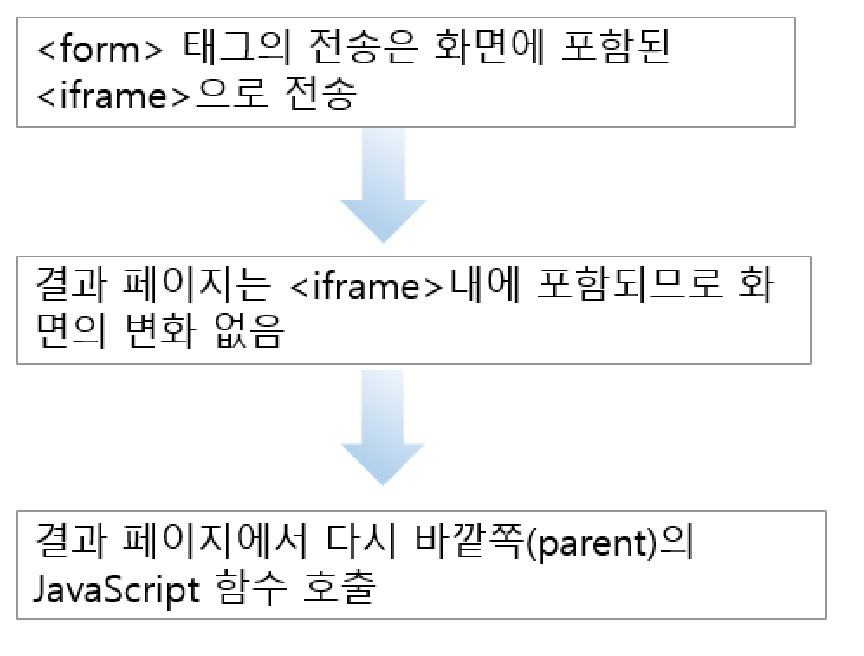 <form> 태그의 전송은 화면에 포함된
<iframe>으로 전송
결과 페이지는 <iframe>내에 포함되므로 화
면의 변화 없음
결과 페이지에서 다시 바깥쪽(parent)의
JavaScript 함수 호출